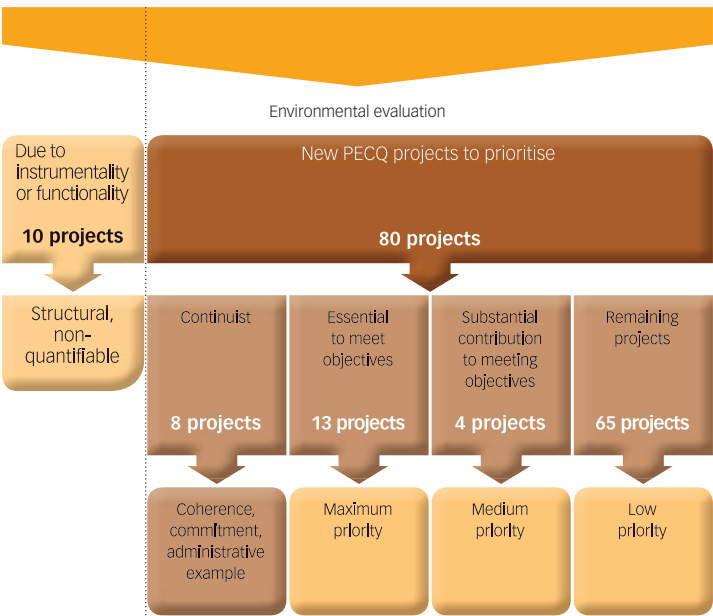 Environmental evaluation
Due to
instrumentality
or functionality
10 projects
New PECQ projects to prioritise
80 projects
Structural,
non-
quantifiable
Continuist
8 projects
Essential
to meet
objectives
13 projects
Substantial
contribution
to meeting
objectives
4 projects
Remaining
projects
65 projects
Coherence,
commitment,
administrative
example
Maximum
priority
Medium
priority
Low
priority